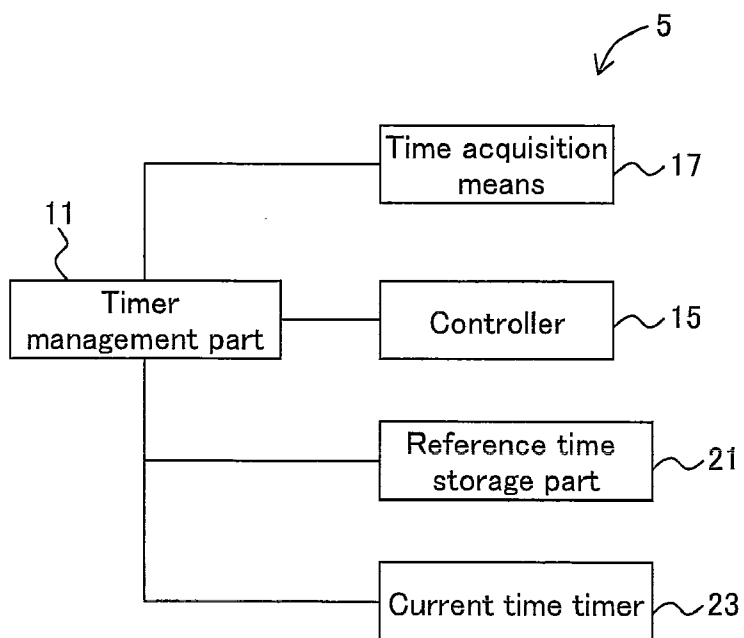 5
Time acquisition
means
17
11
Timer
management part
Controller
15
Reference time
storage part
21
Current time timer
23